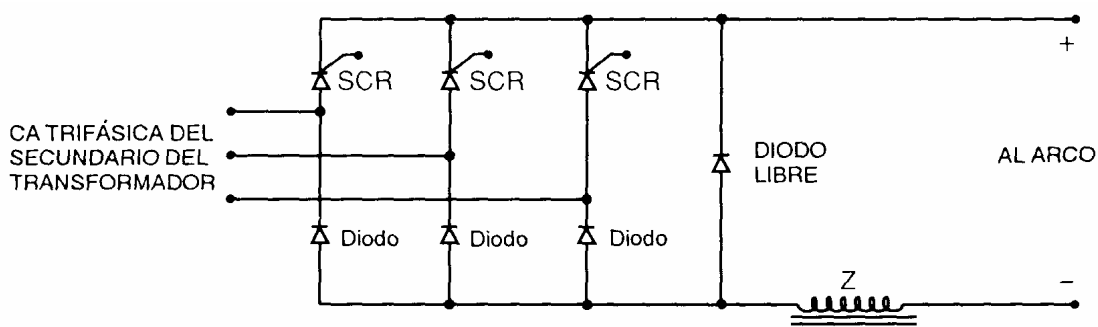 SCR
SCR
SCR
+
CA TRIFÁSICA DEL
SECUNDARIO DEL
TRANSFORMADOR
DIODO
LIBRE
AL ARCO
Diodo
Diodo
Diodo
Z
−